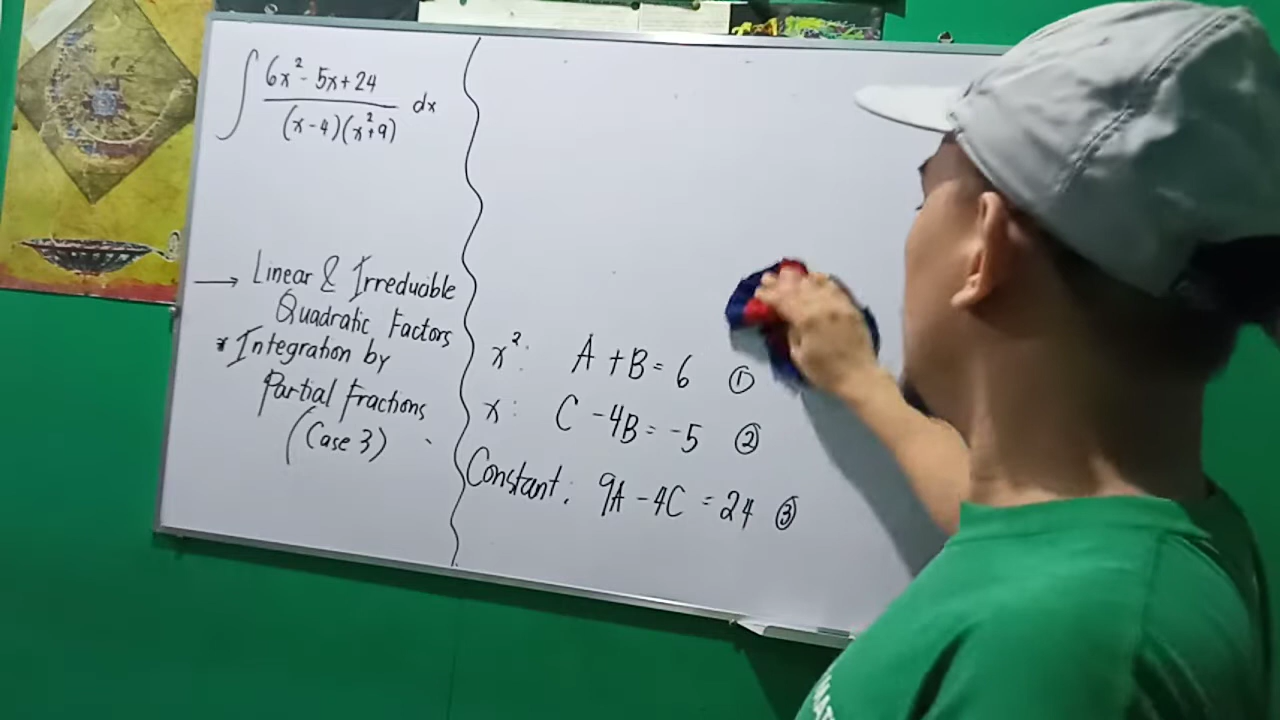 ∫ 6x² - 5x + 24 / (x - 4)(x² + 9) dx
→ Linear & Irreducible
Quadratic Factors
* Integration by
Partial Fractions
(Case 3)
x²: A + B = 6 ①
x: C - 4B = -5 ②
Constant: 9A - 4C = 24 ③